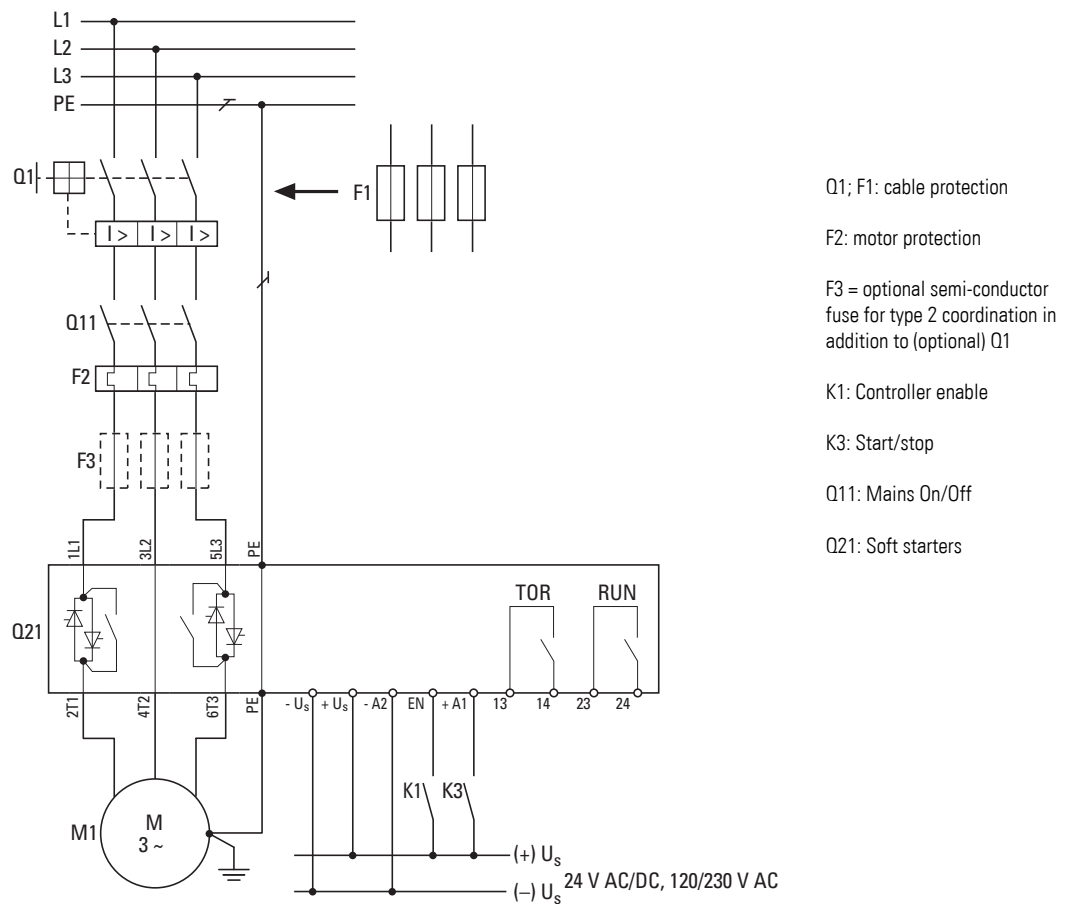 L1
L2
L3
PE
Q1
I > I > I >
F1
Q11
F2
F3
1L1 3L2 5L3 PE
Q21
TOR RUN
2T1 4T2 6T3 PE
- Us + Us - A2 EN + A1 13 14 23 24
K1 K3
M1
M
3 ~
(+) Us
(–) Us 24 V AC/DC, 120/230 V AC
Q1; F1: cable protection
F2: motor protection
F3 = optional semi-conductor
fuse for type 2 coordination in
addition to (optional) Q1
K1: Controller enable
K3: Start/stop
Q11: Mains On/Off
Q21: Soft starters